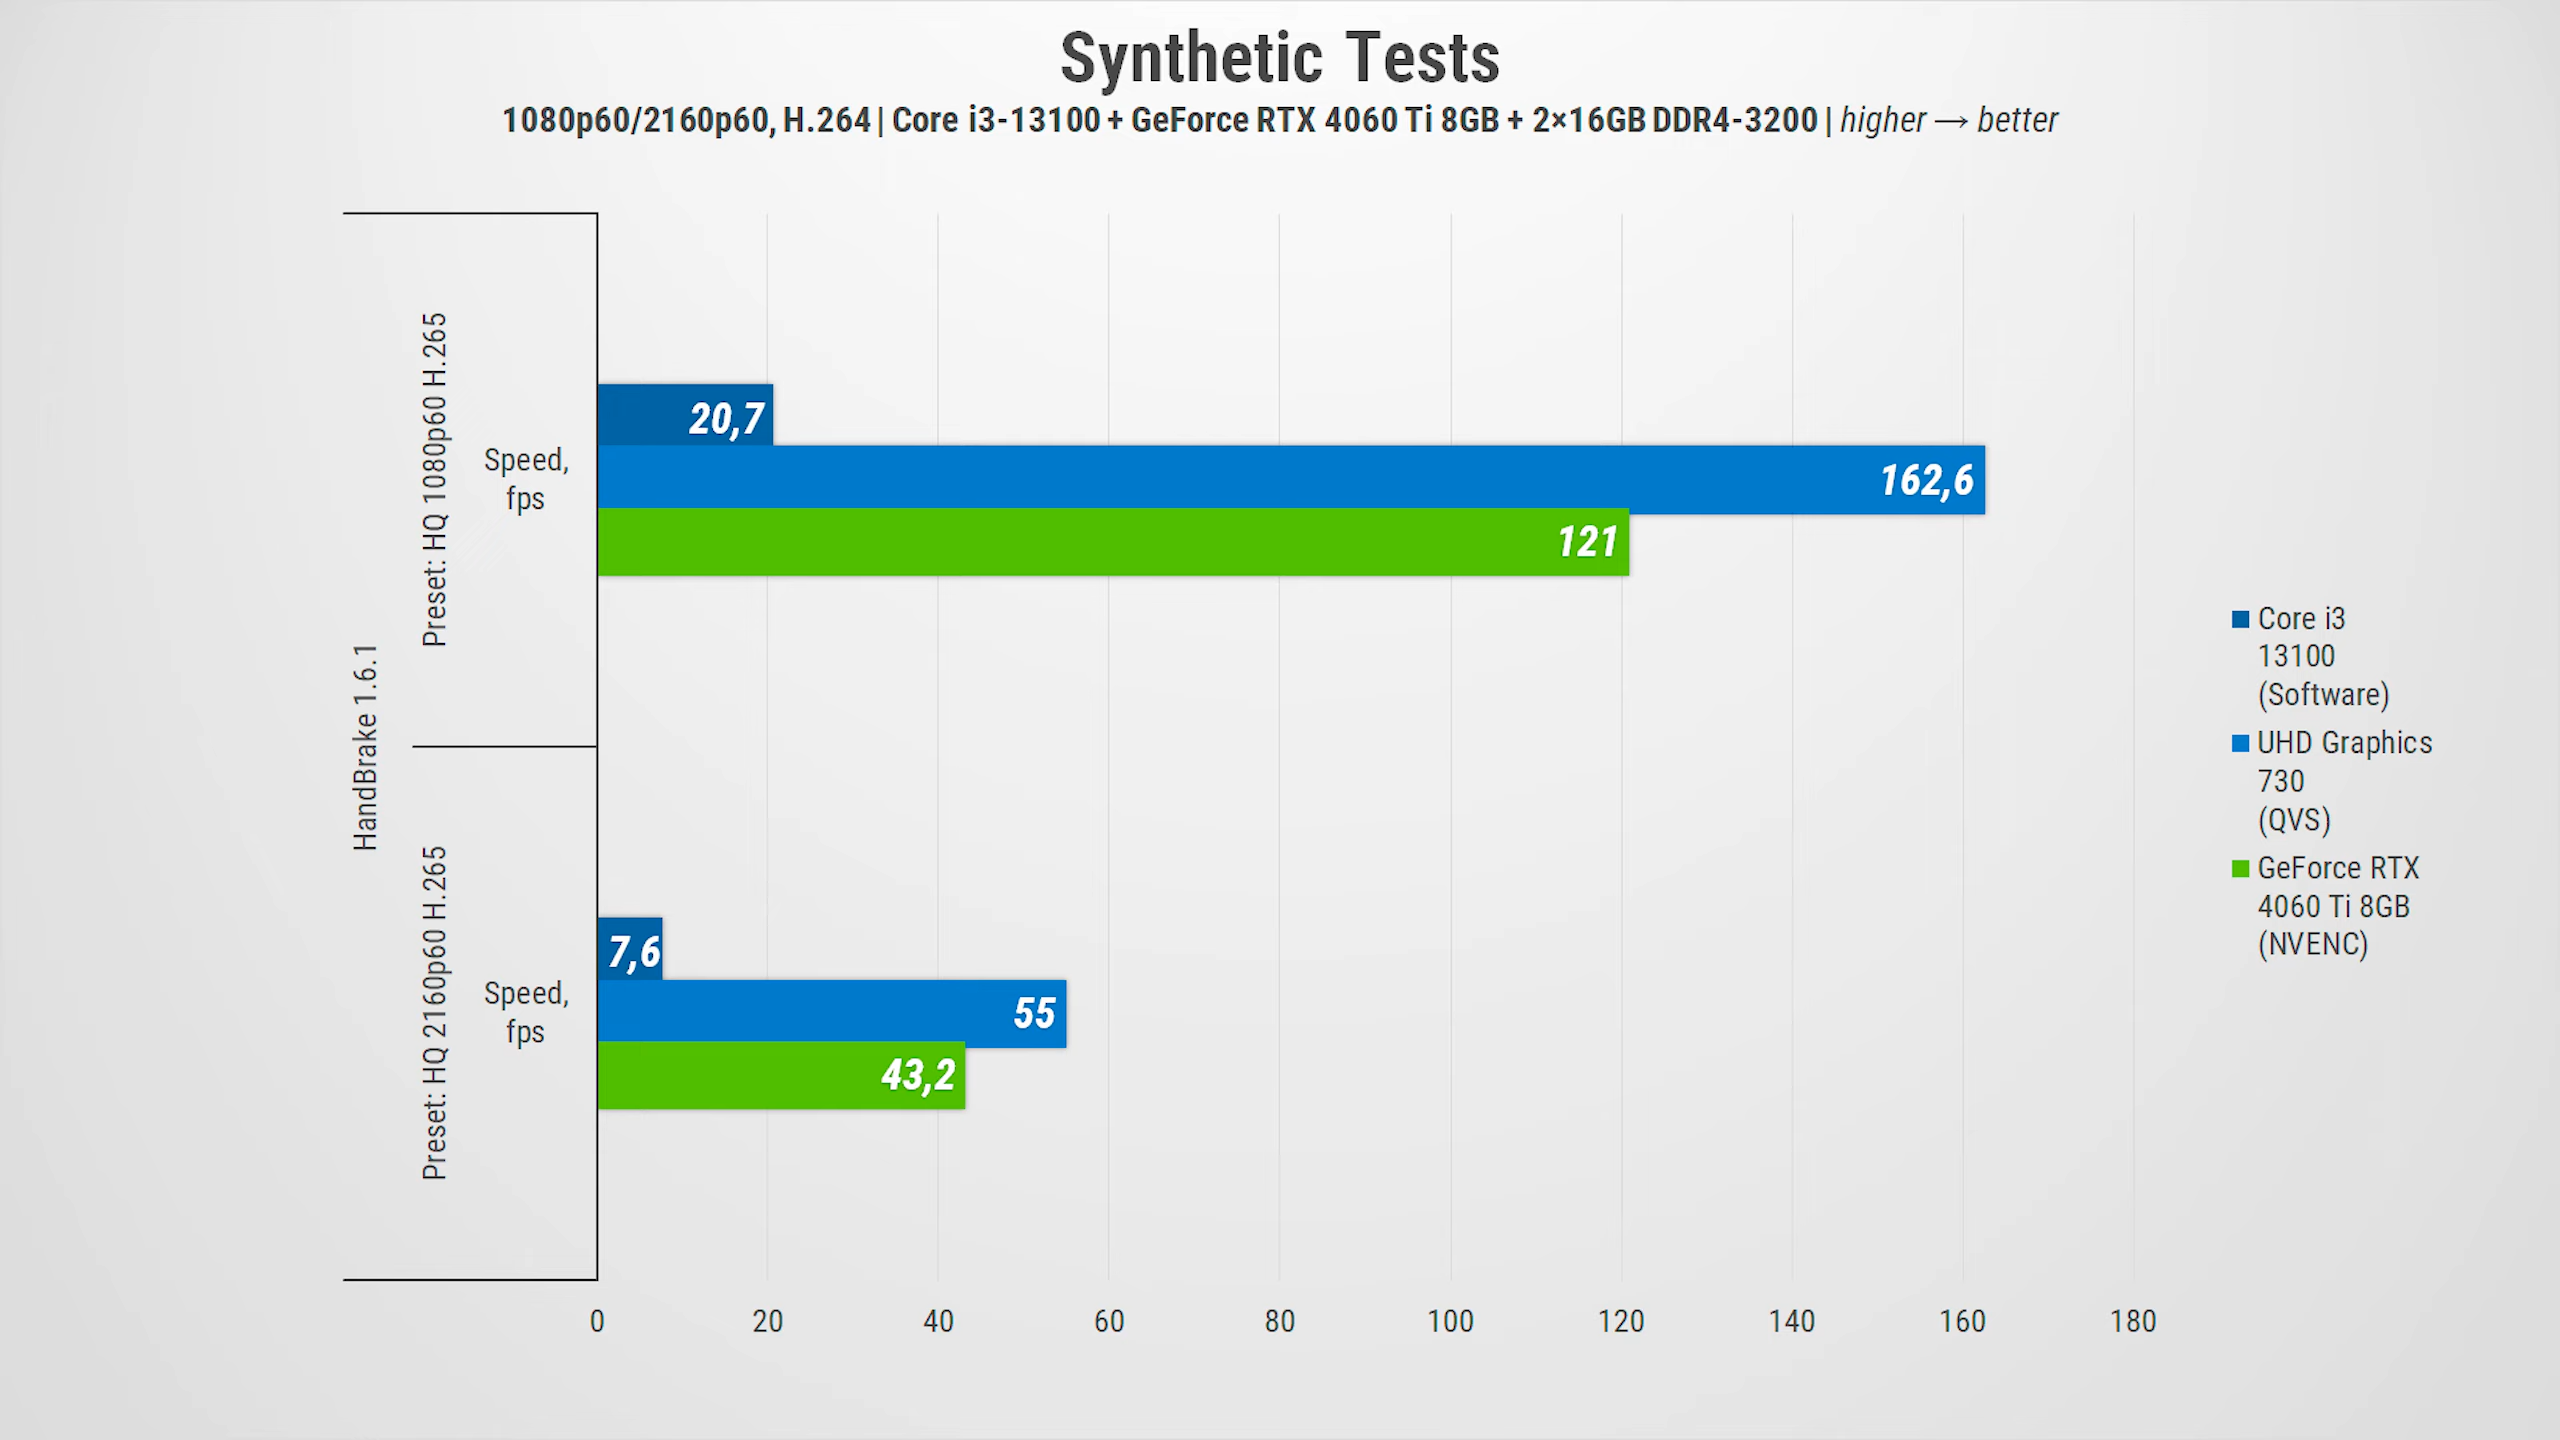 Synthetic Tests
1080p60/2160p60, H.264 | Core i3-13100 + GeForce RTX 4060 Ti 8GB + 2×16GB DDR4-3200 | higher → better
HandBrake 1.6.1
Preset: HQ 1080p60 H.265
Speed,
fps
20,7
162,6
121
Preset: HQ 2160p60 H.265
Speed,
fps
7,6
55
43,2
0 20 40 60 80 100 120 140 160 180
Core i3
13100
(Software)
UHD Graphics
730
(QVS)
GeForce RTX
4060 Ti 8GB
(NVENC)